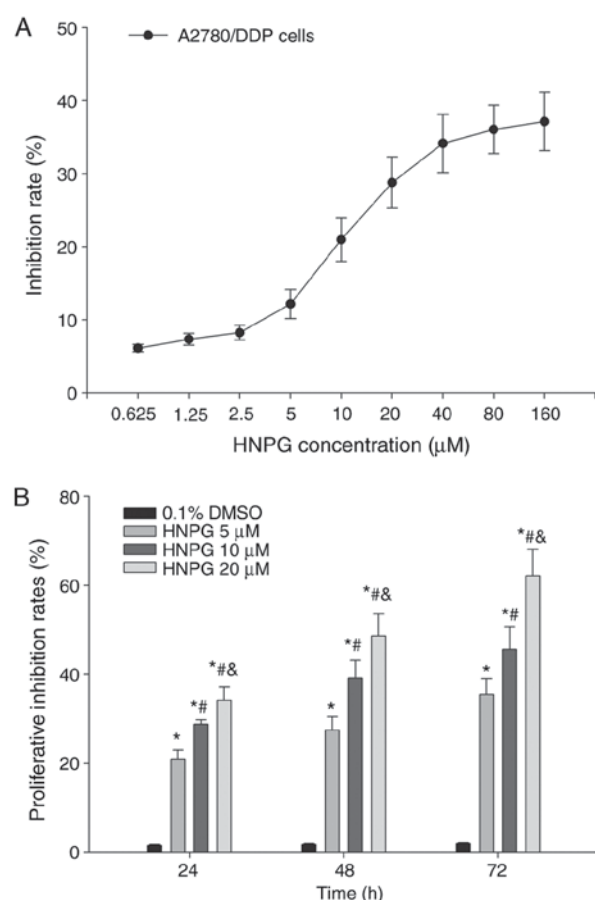 A
A2780/DDP cells
Inhibition rate (%)
50
40
30
20
10
0
0.625 1.25 2.5 5 10 20 40 80 160
HNPG concentration (μM)
B
Proliferative inhibition rates (%)
80
60
40
20
0
0.1% DMSO
HNPG 5 μM
HNPG 10 μM
HNPG 20 μM
* *# *#&
* *# *#&
* *# *#&
24 48 72
Time (h)